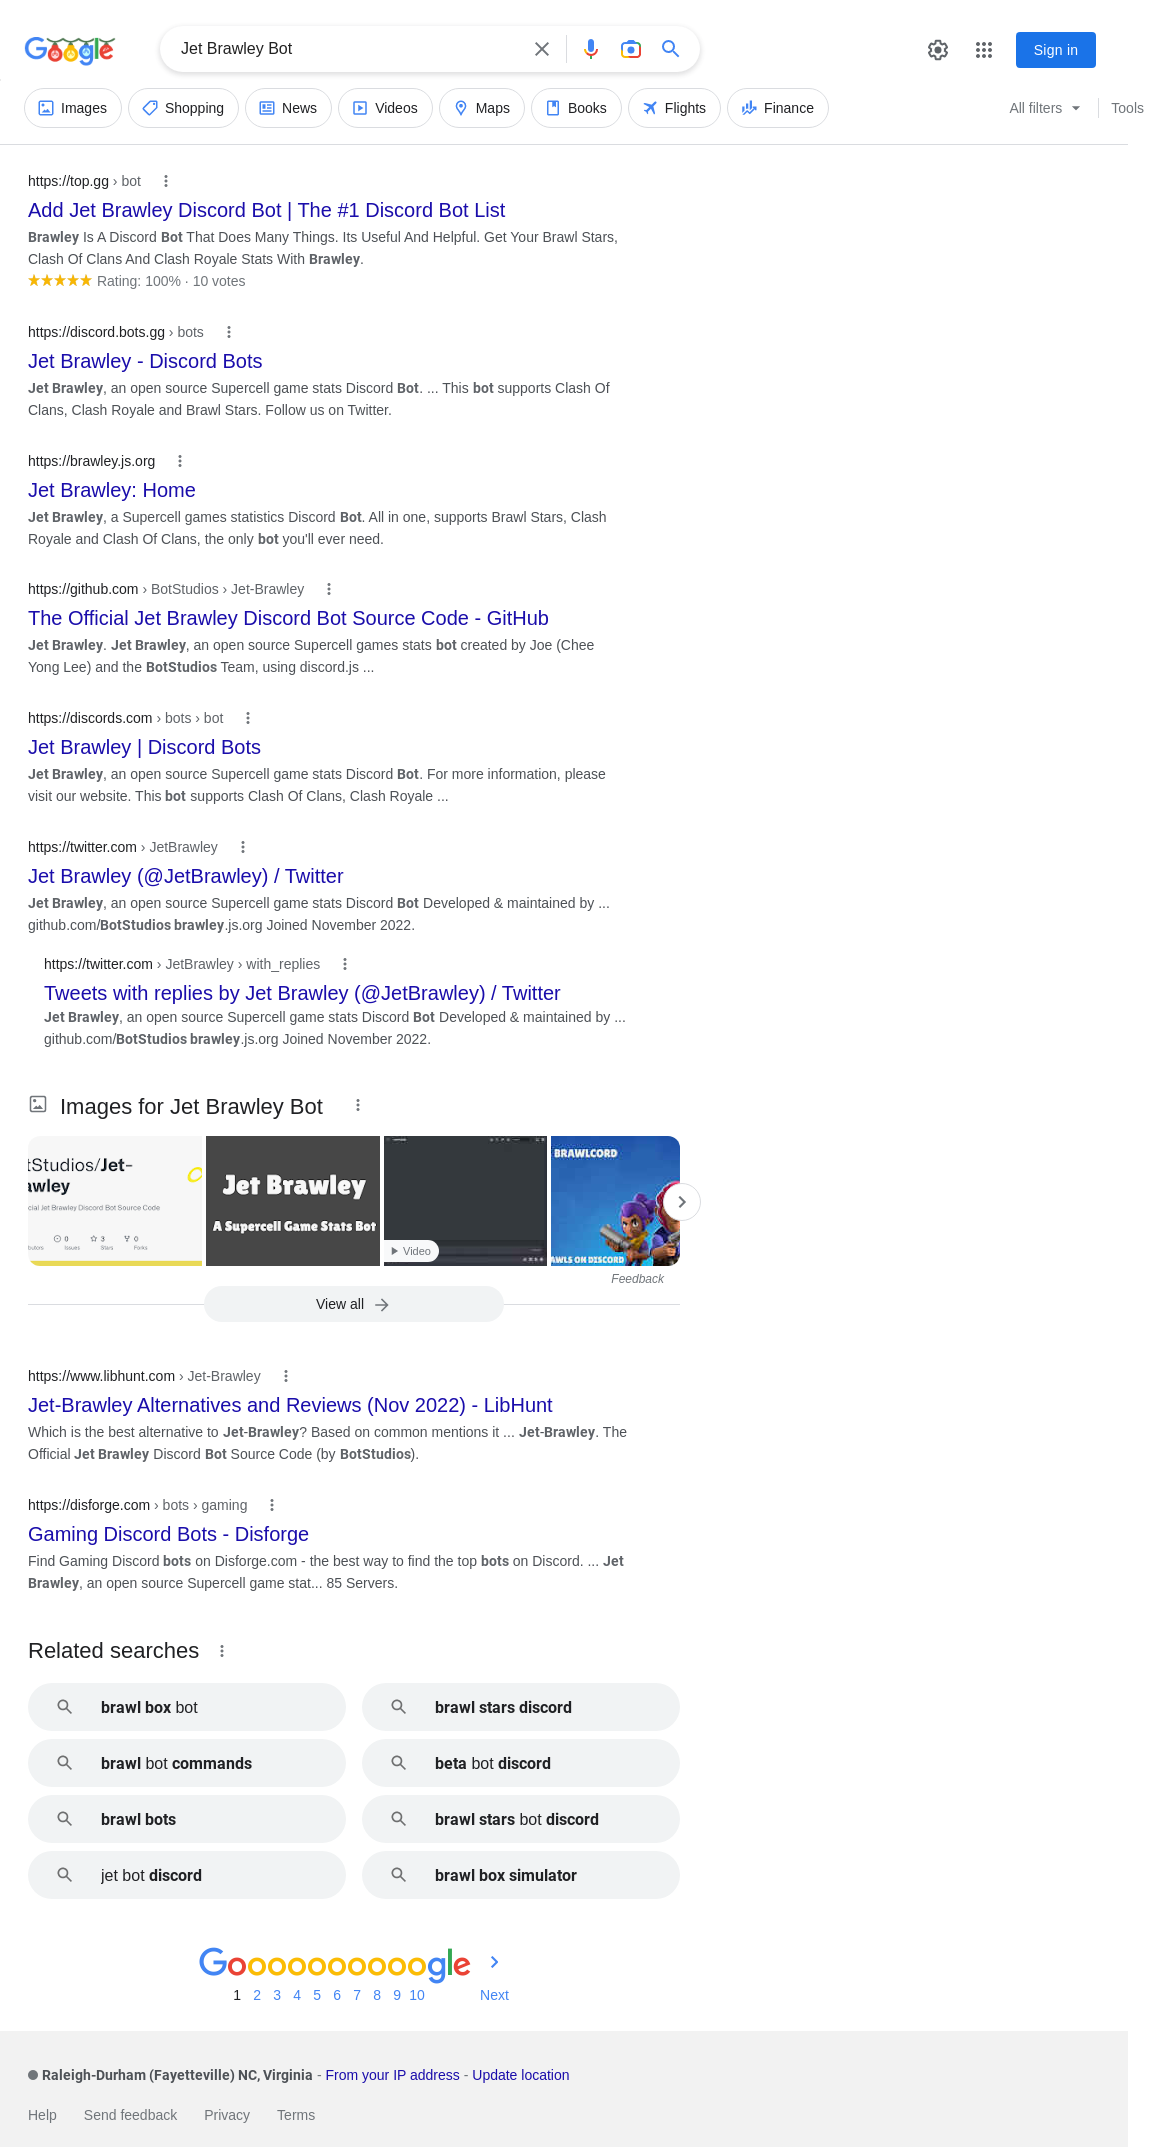 Google
Jet Brawley Bot
Sign in
Images
Shopping
News
Videos
Maps
Books
Flights
Finance
All filters
Tools
https://top.gg › bot
Add Jet Brawley Discord Bot | The #1 Discord Bot List
Brawley Is A Discord Bot That Does Many Things. Its Useful And Helpful. Get Your Brawl Stars,
Clash Of Clans And Clash Royale Stats With Brawley.
Rating: 100% · 10 votes
https://discord.bots.gg › bots
Jet Brawley - Discord Bots
Jet Brawley, an open source Supercell game stats Discord Bot. ... This bot supports Clash Of
Clans, Clash Royale and Brawl Stars. Follow us on Twitter.
https://brawley.js.org
Jet Brawley: Home
Jet Brawley, a Supercell games statistics Discord Bot. All in one, supports Brawl Stars, Clash
Royale and Clash Of Clans, the only bot you'll ever need.
https://github.com › BotStudios › Jet-Brawley
The Official Jet Brawley Discord Bot Source Code - GitHub
Jet Brawley. Jet Brawley, an open source Supercell games stats bot created by Joe (Chee
Yong Lee) and the BotStudios Team, using discord.js ...
https://discords.com › bots › bot
Jet Brawley | Discord Bots
Jet Brawley, an open source Supercell game stats Discord Bot. For more information, please
visit our website. This bot supports Clash Of Clans, Clash Royale ...
https://twitter.com › JetBrawley
Jet Brawley (@JetBrawley) / Twitter
Jet Brawley, an open source Supercell game stats Discord Bot Developed & maintained by ...
github.com/BotStudios brawley.js.org Joined November 2022.
https://twitter.com › JetBrawley › with_replies
Tweets with replies by Jet Brawley (@JetBrawley) / Twitter
Jet Brawley, an open source Supercell game stats Discord Bot Developed & maintained by ...
github.com/BotStudios brawley.js.org Joined November 2022.
Images for Jet Brawley Bot
tStudios/Jet-
awley
cial Jet Brawley Discord Bot Source Code
0 3 0
butors Issues Stars Forks
Jet Brawley
A Supercell Game Stats Bot
Video
BRAWLCORD
AWLS ON DISCORD
Feedback
View all
https://www.libhunt.com › Jet-Brawley
Jet-Brawley Alternatives and Reviews (Nov 2022) - LibHunt
Which is the best alternative to Jet-Brawley? Based on common mentions it ... Jet-Brawley. The
Official Jet Brawley Discord Bot Source Code (by BotStudios).
https://disforge.com › bots › gaming
Gaming Discord Bots - Disforge
Find Gaming Discord bots on Disforge.com - the best way to find the top bots on Discord. ... Jet
Brawley, an open source Supercell game stat... 85 Servers.
Related searches
brawl box bot
brawl stars discord
brawl bot commands
beta bot discord
brawl bots
brawl stars bot discord
jet bot discord
brawl box simulator
Goooooooooogle
1 2 3 4 5 6 7 8 9 10 Next
Raleigh-Durham (Fayetteville) NC, Virginia - From your IP address - Update location
Help Send feedback Privacy Terms